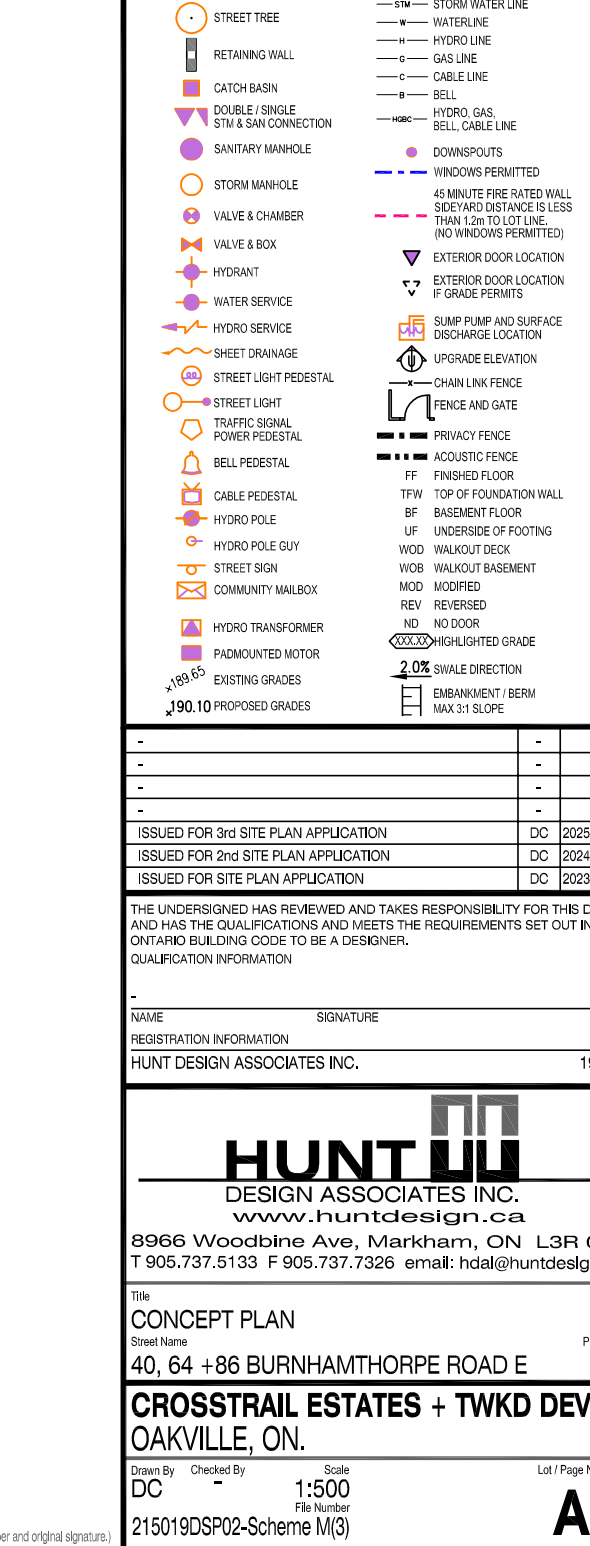 STREET TREE
RETAINING WALL
CATCH BASIN
DOUBLE / SINGLE
STM & SAN CONNECTION
SANITARY MANHOLE
STORM MANHOLE
VALVE & CHAMBER
VALVE & BOX
HYDRANT
WATER SERVICE
HYDRO SERVICE
SHEET DRAINAGE
STREET LIGHT PEDESTAL
STREET LIGHT
TRAFFIC SIGNAL
POWER PEDESTAL
BELL PEDESTAL
CABLE PEDESTAL
HYDRO POLE
HYDRO POLE GUY
STREET SIGN
COMMUNITY MAILBOX
HYDRO TRANSFORMER
PADMOUNTED MOTOR
×189.65 EXISTING GRADES
×190.10 PROPOSED GRADES
STM STORM WATER LINE
W WATERLINE
H HYDRO LINE
G GAS LINE
C CABLE LINE
B BELL
HGBC HYDRO, GAS,
BELL, CABLE LINE
DOWNSPOUTS
WINDOWS PERMITTED
45 MINUTE FIRE RATED WALL
SIDEYARD DISTANCE IS LESS
THAN 1.2m TO LOT LINE.
(NO WINDOWS PERMITTED)
EXTERIOR DOOR LOCATION
EXTERIOR DOOR LOCATION
IF GRADE PERMITS
SUMP PUMP AND SURFACE
DISCHARGE LOCATION
UPGRADE ELEVATION
x CHAIN LINK FENCE
FENCE AND GATE
PRIVACY FENCE
ACOUSTIC FENCE
FF FINISHED FLOOR
TFW TOP OF FOUNDATION WALL
BF BASEMENT FLOOR
UF UNDERSIDE OF FOOTING
WOD WALKOUT DECK
WOB WALKOUT BASEMENT
MOD MODIFIED
REV REVERSED
ND NO DOOR
XXX.XX HIGHLIGHTED GRADE
2.0% SWALE DIRECTION
EMBANKMENT / BERM
MAX 3:1 SLOPE
- -
- -
- -
- -
ISSUED FOR 3rd SITE PLAN APPLICATION DC 2025
ISSUED FOR 2nd SITE PLAN APPLICATION DC 2024
ISSUED FOR SITE PLAN APPLICATION DC 2023
THE UNDERSIGNED HAS REVIEWED AND TAKES RESPONSIBILITY FOR THIS D
AND HAS THE QUALIFICATIONS AND MEETS THE REQUIREMENTS SET OUT IN
ONTARIO BUILDING CODE TO BE A DESIGNER.
QUALIFICATION INFORMATION
-
NAME SIGNATURE
REGISTRATION INFORMATION
HUNT DESIGN ASSOCIATES INC. 19
HUNT
DESIGN ASSOCIATES INC.
www.huntdesign.ca
8966 Woodbine Ave, Markham, ON L3R
T 905.737.5133 F 905.737.7326 email: hdai@huntdesig
Title
CONCEPT PLAN
Street Name P
40, 64 +86 BURNHAMTHORPE ROAD E
CROSSTRAIL ESTATES + TWKD DEV
OAKVILLE, ON.
Drawn By Checked By Scale Lot / Page N
DC - 1:500
File Number
215019DSP02-Scheme M(3) A
er and original signature.)